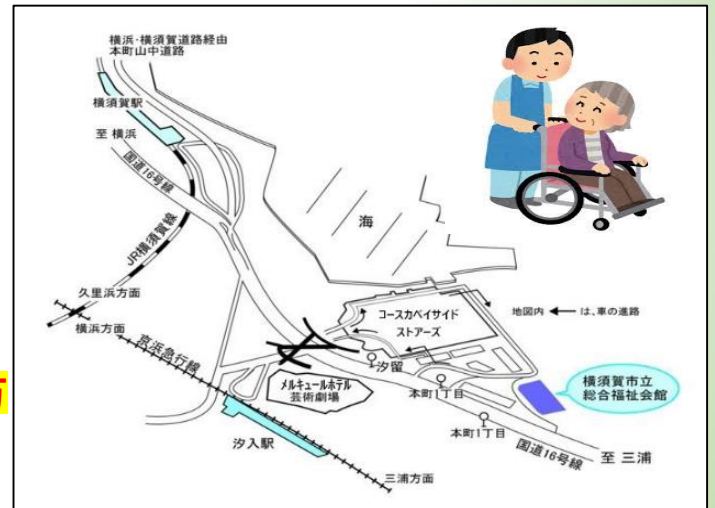 横浜・横須賀道路経由
本町山中道路
横須賀駅
至 横浜
国道16号線
JR横須賀線
海
久里浜方面
横浜方面
京浜急行線
コースカベイサイド
ストアーズ
地図内 ← は、車の進路
汐留
メルキュールホテル
芸術劇場
本町1丁目
横須賀市立
総合福祉会館
本町1丁目
汐入駅
国道16号線
至 三浦
三浦方面